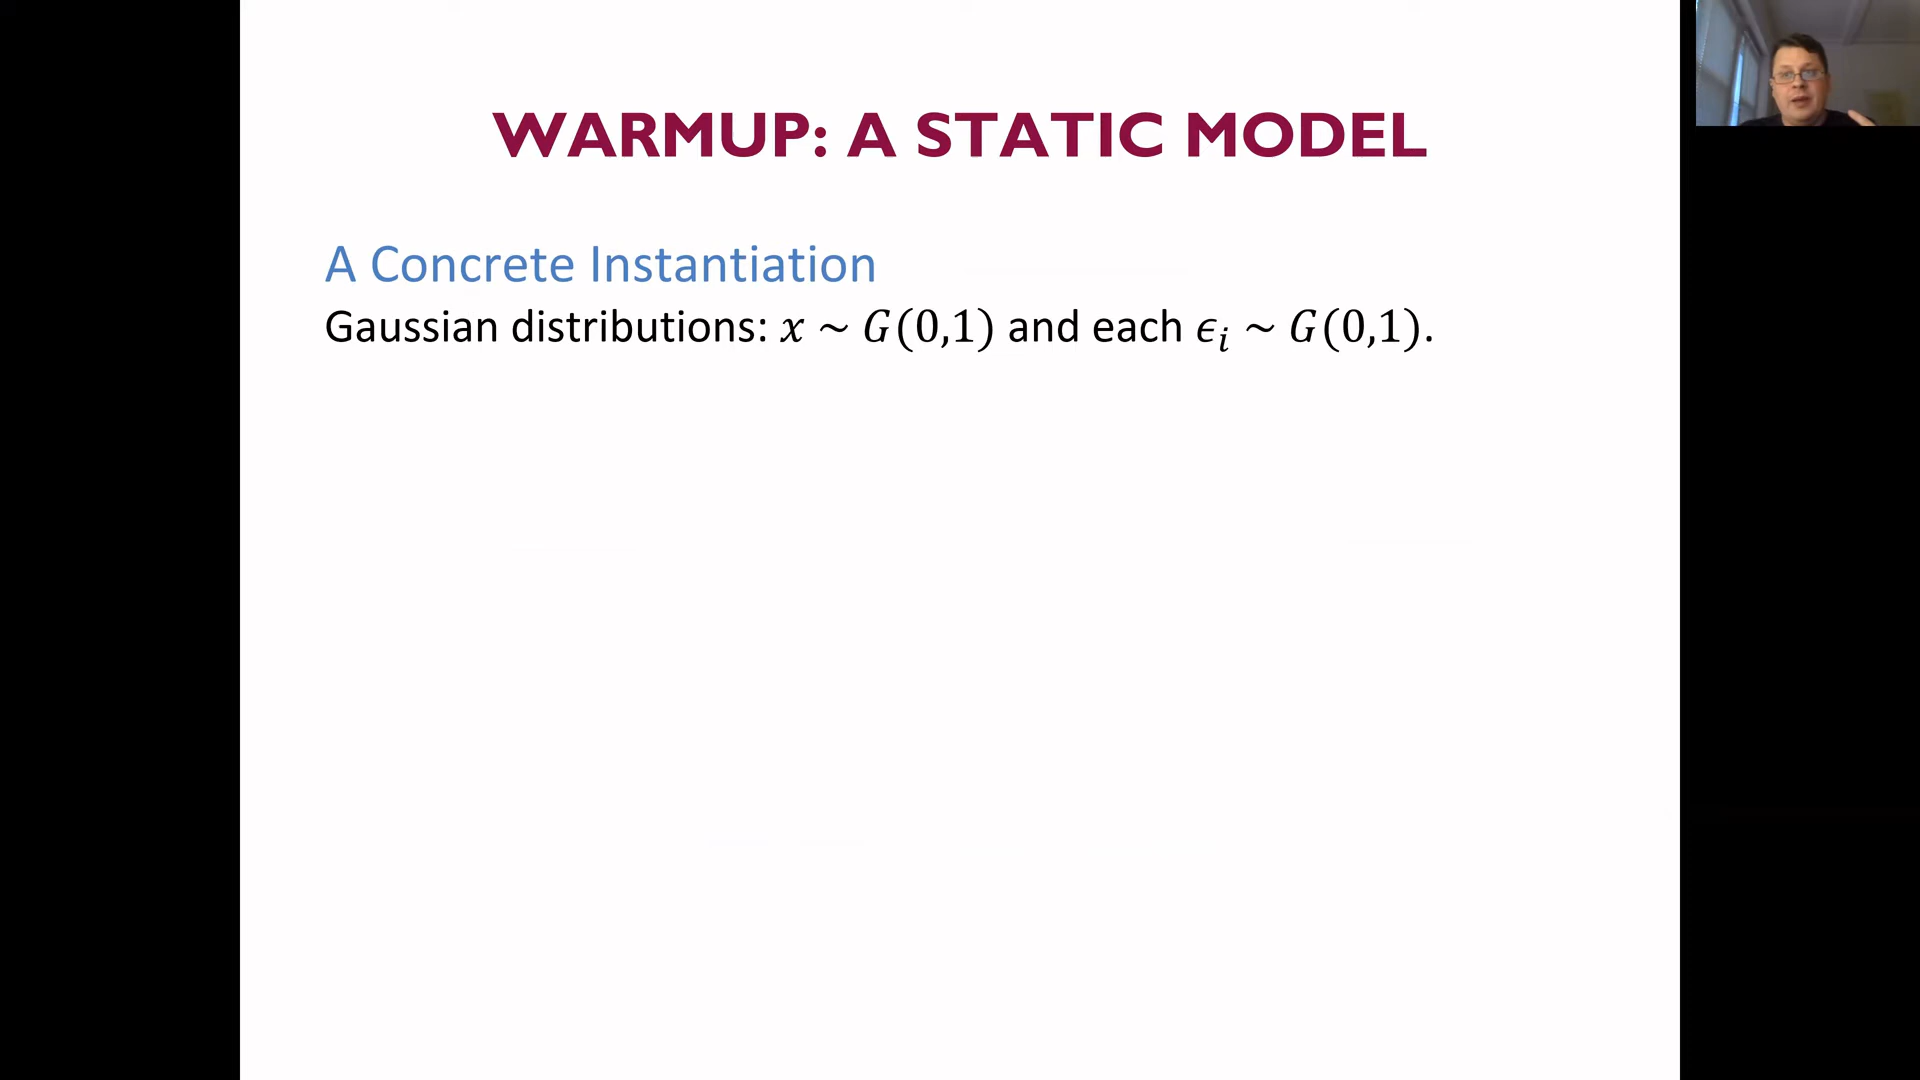 WARMUP: A STATIC MODEL
A Concrete Instantiation
Gaussian distributions: 𝑥 ~ 𝐺(0,1) and each 𝜖ᵢ ~ 𝐺(0,1).